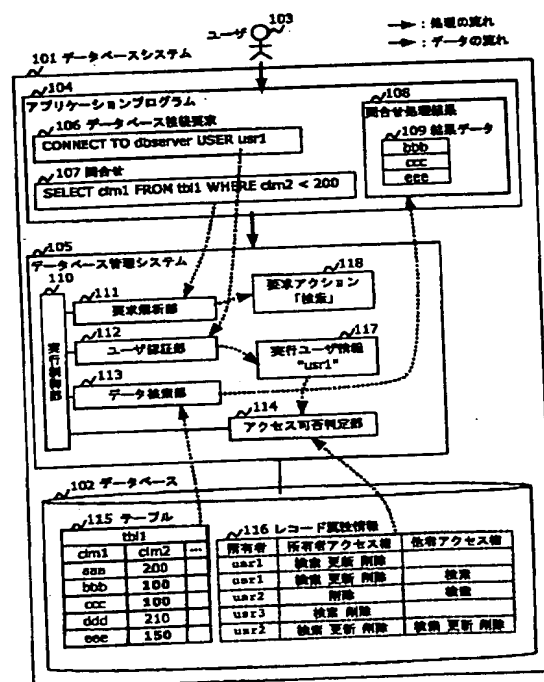 103
ユーザ
→：処理の流れ
→：データの流れ
101 データベースシステム
104
アプリケーションプログラム
106 データベース接続要求
CONNECT TO dbserver USER usr1
107 問合せ
SELECT clm1 FROM tbl1 WHERE clm2 < 200
108
問合せ処理結果
109 結果データ
bbb
ccc
eee
105
データベース管理システム
110
実行制御部
111
要求解析部
112
ユーザ認証部
113
データ検索部
118
要求アクション
「検索」
117
実行ユーザ情報
"usr1"
114
アクセス可否判定部
102 データベース
115 テーブル
tbl1
clm1 clm2 …
aaa 200
bbb 100
ccc 100
ddd 210
eee 150
116 レコード属性情報
所有者 所有者アクセス権 他者アクセス権
usr1 検索 更新 削除
usr1 検索 更新 削除 検索
usr2 削除 検索
usr3 検索 削除
usr2 検索 更新 削除 検索 更新 削除